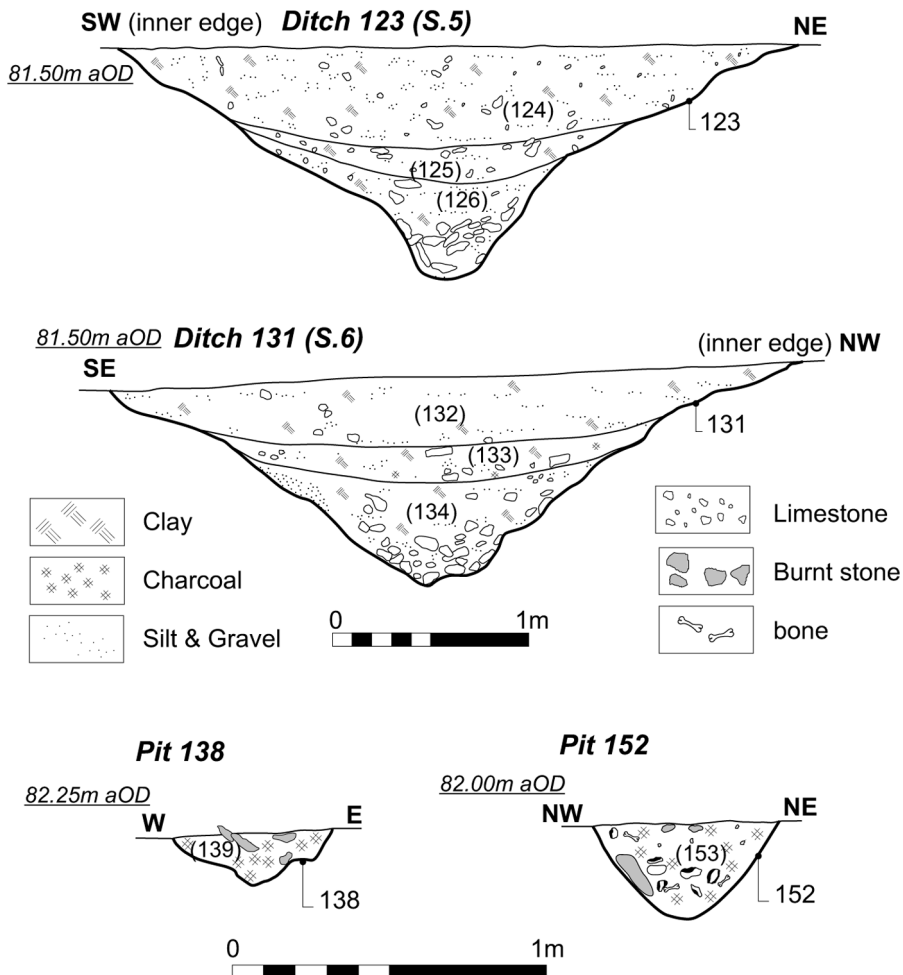 SW (inner edge) Ditch 123 (S.5) NE
81.50m aOD
(124)
123
(125)
(126)
81.50m aOD Ditch 131 (S.6)
(inner edge) NW
SE
(132)
131
(133)
(134)
Clay
Charcoal
Silt & Gravel
Limestone
Burnt stone
bone
0 1m
Pit 138
82.25m aOD
W E
(139)
138
Pit 152
82.00m aOD
NW NE
(153)
152
0 1m